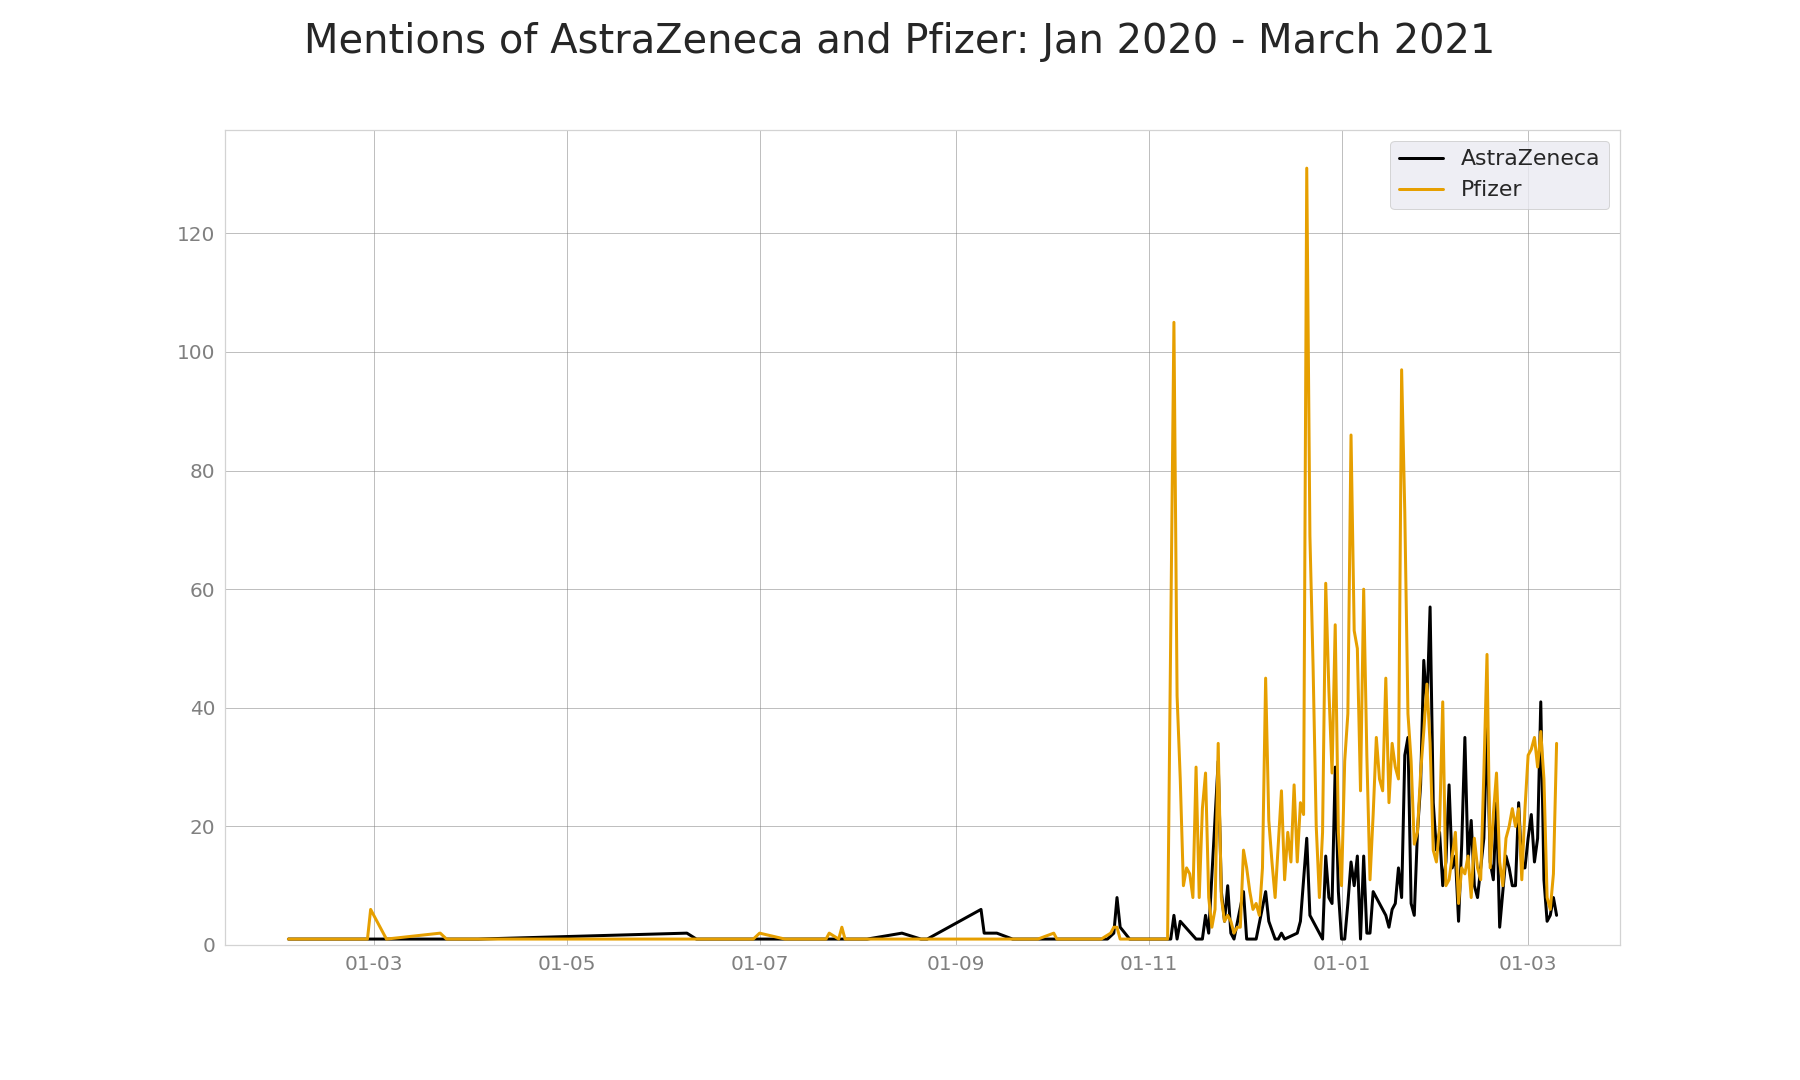 Mentions of AstraZeneca and Pfizer: Jan 2020 - March 2021
AstraZeneca
Pfizer
120
100
80
60
40
20
0
01-03 01-05 01-07 01-09 01-11 01-01 01-03